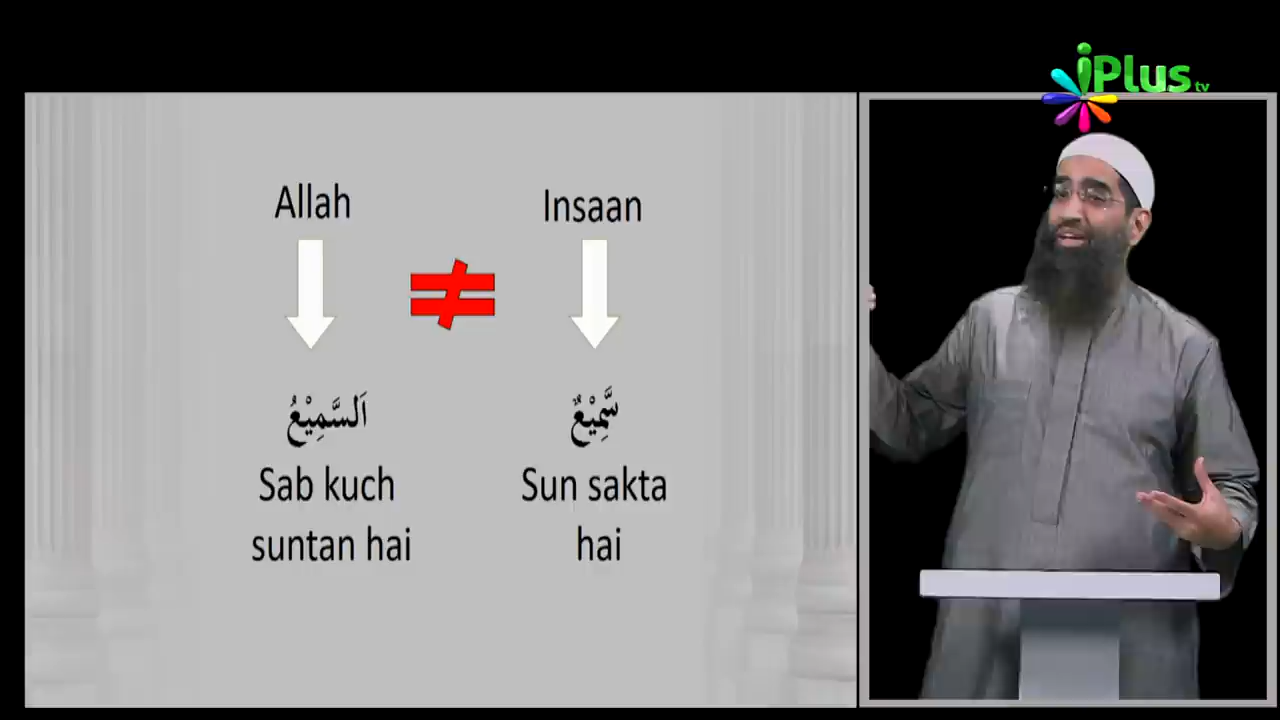 iPlus tv
Allah
Insaan
≠
اَلسَّمِيْعُ
سَّمِيْعٌ
Sab kuch
suntan hai
Sun sakta
hai